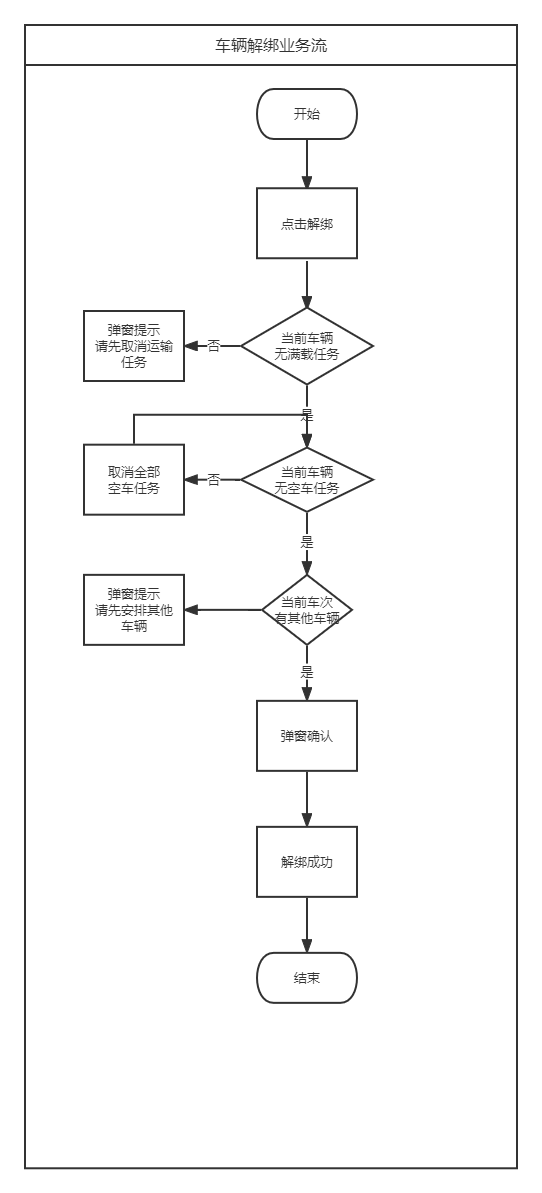 车辆解绑业务流
开始
点击解绑
当前车辆
无满载任务
否
弹窗提示
请先取消运输
任务
是
当前车辆
无空车任务
否
取消全部
空车任务
是
当前车次
有其他车辆
弹窗提示
请先安排其他
车辆
是
弹窗确认
解绑成功
结束